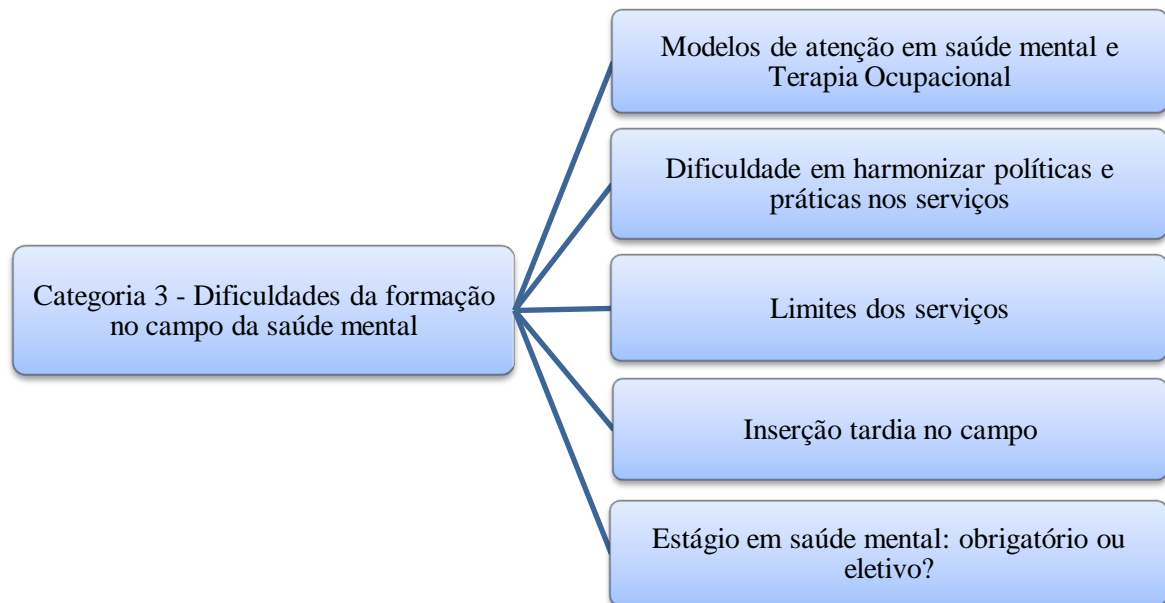 Modelos de atenção em saúde mental e
Terapia Ocupacional
Dificuldade em harmonizar políticas e
práticas nos serviços
Categoria 3 - Dificuldades da formação
no campo da saúde mental
Limites dos serviços
Inserção tardia no campo
Estágio em saúde mental: obrigatório ou
eletivo?